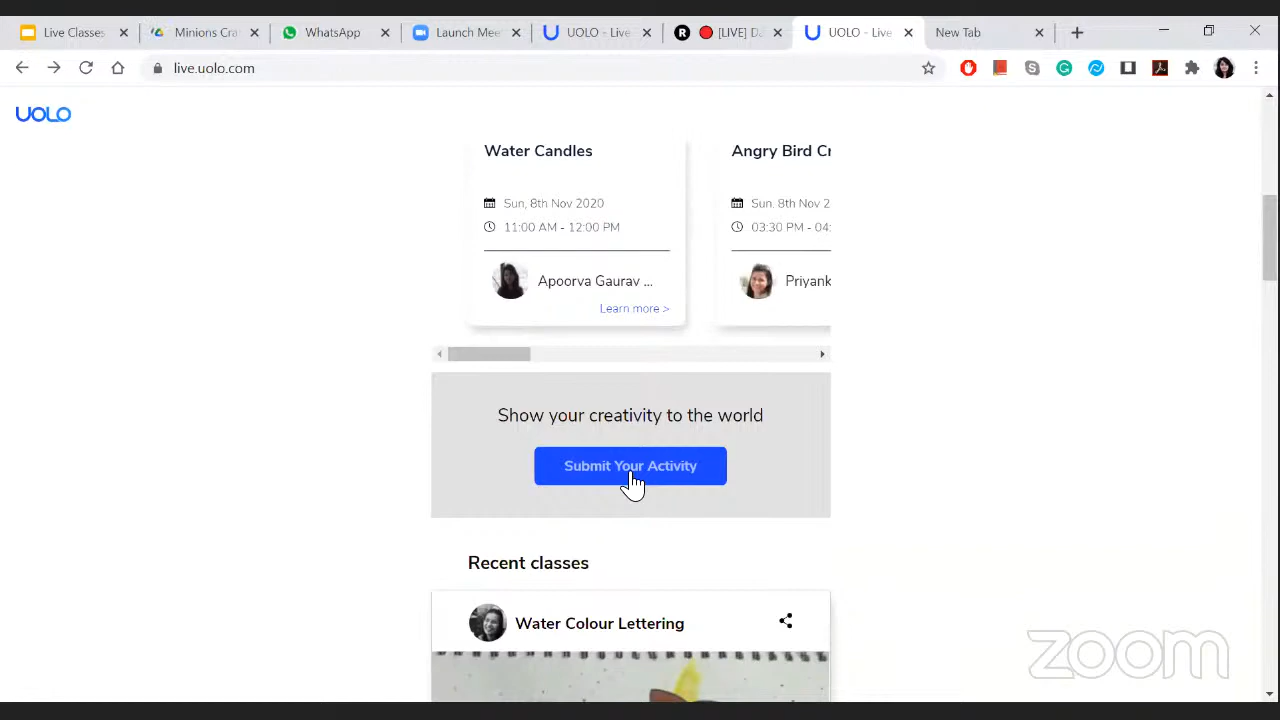 Live Classes
Minions Cra
WhatsApp
Launch Mee
UOLO - Live
[LIVE] D
UOLO - Live
New Tab
live.uolo.com
UOLO
Water Candles
Angry Bird Cr
Sun, 8th Nov 2020
Sun. 8th Nov 2
11:00 AM - 12:00 PM
03:30 PM - 04:
Apoorva Gaurav ...
Priyank
Learn more >
Show your creativity to the world
Submit Your Activity
Recent classes
Water Colour Lettering
zoom